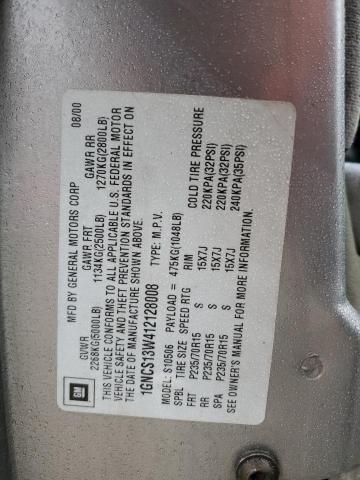 GM
MFD BY GENERAL MOTORS CORP 08/00
GVWR GAWR FRT GAWR RR
2268KG(5000LB) 1134KG(2500LB) 1270KG(2800LB)
THIS VEHICLE CONFORMS TO ALL APPLICABLE U.S. FEDERAL MOTOR
VEHICLE SAFETY AND THEFT PREVENTION STANDARDS IN EFFECT ON
THE DATE OF MANUFACTURE SHOWN ABOVE.
1GNCS13W412128008 TYPE: M.P.V.
MODEL: S10506 PAYLOAD = 475KG(1048LB)
SPBL TIRE SIZE SPEED RTG RIM COLD TIRE PRESSURE
FRT P235/70R15 S 15X7J 220KPA(32PSI)
RR P235/70R15 S 15X7J 220KPA(32PSI)
SPA P235/70R15 S 15X7J 240KPA(35PSI)
SEE OWNER'S MANUAL FOR MORE INFORMATION